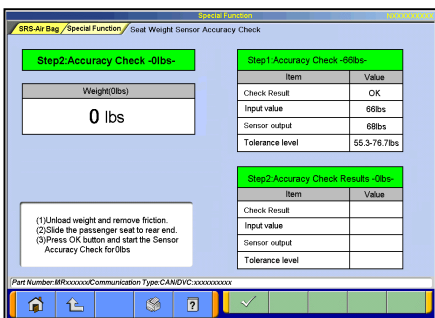 Special Function
NXXXXXXXXX
SRS-Air Bag
Special Function
Seat Weight Sensor Accuracy Check
Step2:Accuracy Check -0lbs-
Weight(0lbs)
0 lbs
(1)Unload weight and remove friction.
(2)Slide the passenger seat to rear end.
(3)Press OK button and start the Sensor
Accuracy Check for0lbs
Step1:Accuracy Check -66lbs-
Item Value
Check Result OK
Input value 66lbs
Sensor output 68lbs
Tolerance level 55.3-76.7lbs
Step2:Accuracy Check Results -0lbs-
Item Value
Check Result
Input value
Sensor output
Tolerance level
Part Number:MRxxxxxx/Communication Type:CAN/DVC:xxxxxxxxxx
?